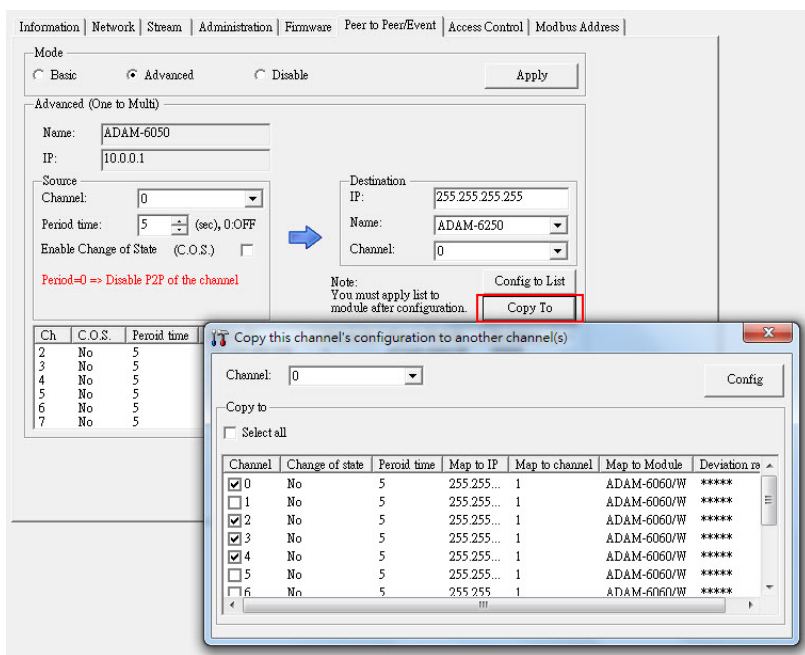 Information Network Stream Administration Firmware Peer to Peer/Event Access Control Modbus Address
Mode
Basic Advanced Disable Apply
Advanced (One to Multi)
Name: ADAM-6050
IP: 10.0.0.1
Source
Channel: 0
Period time: 5 (sec), 0:OFF
Enable Change of State (C.O.S.)
Period=0 => Disable P2P of the channel
Destination
IP: 255.255.255.255
Name: ADAM-6250
Channel: 0
Note:
You must apply list to
module after configuration.
Config to List
Copy To
Ch C.O.S. Peroid time
2 No 5
3 No 5
4 No 5
5 No 5
6 No 5
7 No 5
Copy this channel's configuration to another channel(s)
Channel: 0 Config
Copy to
Select all
Channel Change of state Peroid time Map to IP Map to channel Map to Module Deviation ra
0 No 5 255.255... 1 ADAM-6060/W *****
1 No 5 255.255... 1 ADAM-6060/W *****
2 No 5 255.255... 1 ADAM-6060/W *****
3 No 5 255.255... 1 ADAM-6060/W *****
4 No 5 255.255... 1 ADAM-6060/W *****
5 No 5 255.255... 1 ADAM-6060/W *****
6 No 5 255.255 1 ADAM-6060/W *****